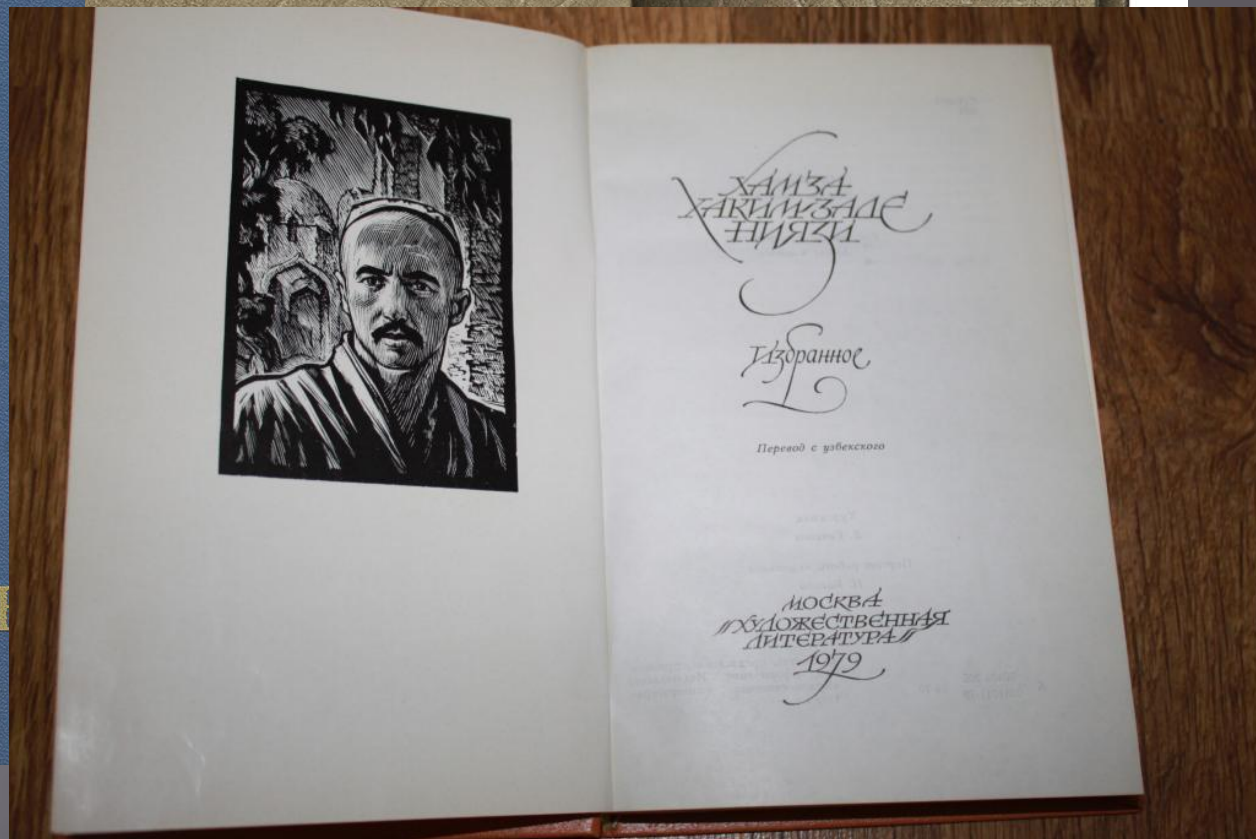 ХАМЗА
ХАКИМЗАДЕ
НИЯЗИ
Избранное
Перевод с узбекского
МОСКВА
„ХУДОЖЕСТВЕННАЯ
ЛИТЕРАТУРА"
1979